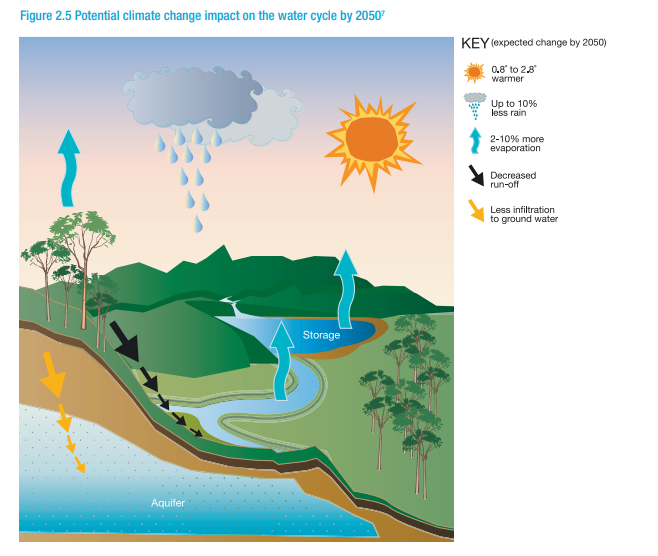 Figure 2.5 Potential climate change impact on the water cycle by 2050⁷
KEY (expected change by 2050)
0.8˚ to 2.8˚
warmer
Up to 10%
less rain
2-10% more
evaporation
Decreased
run-off
Less infiltration
to ground water
Storage
Aquifer